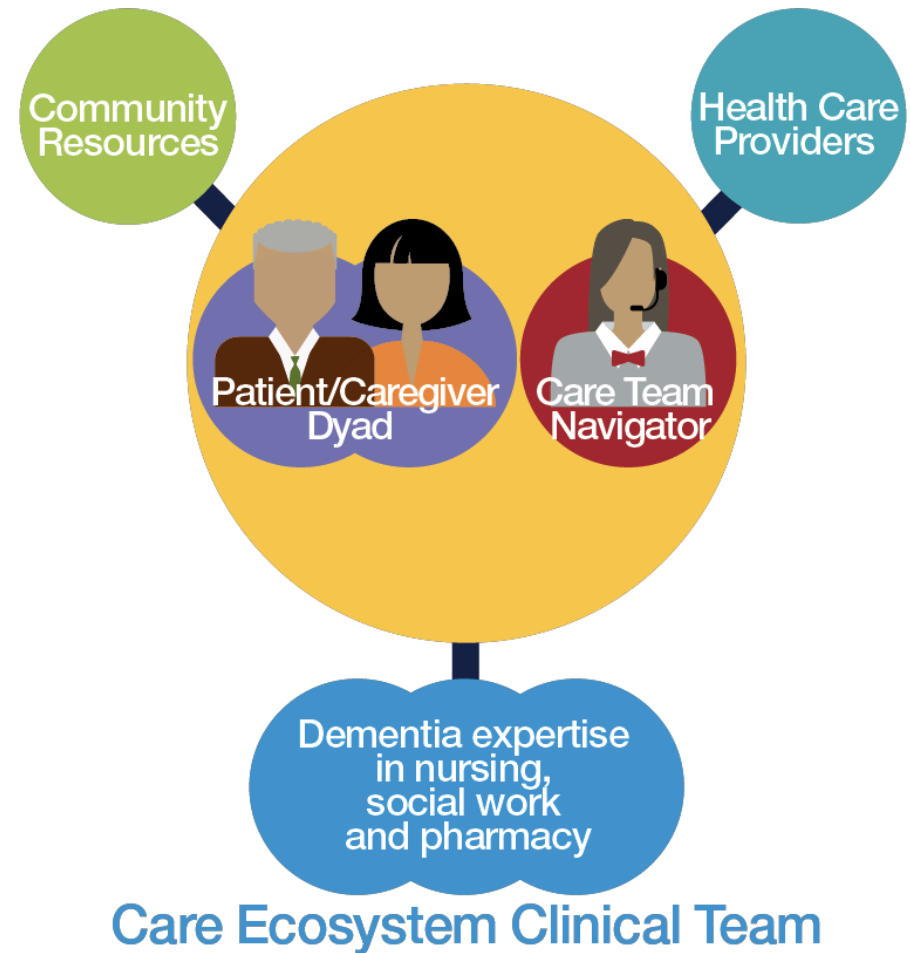 Community
Resources
Health Care
Providers
Patient/Caregiver
Dyad
Care Team
Navigator
Dementia expertise
in nursing,
social work
and pharmacy
Care Ecosystem Clinical Team